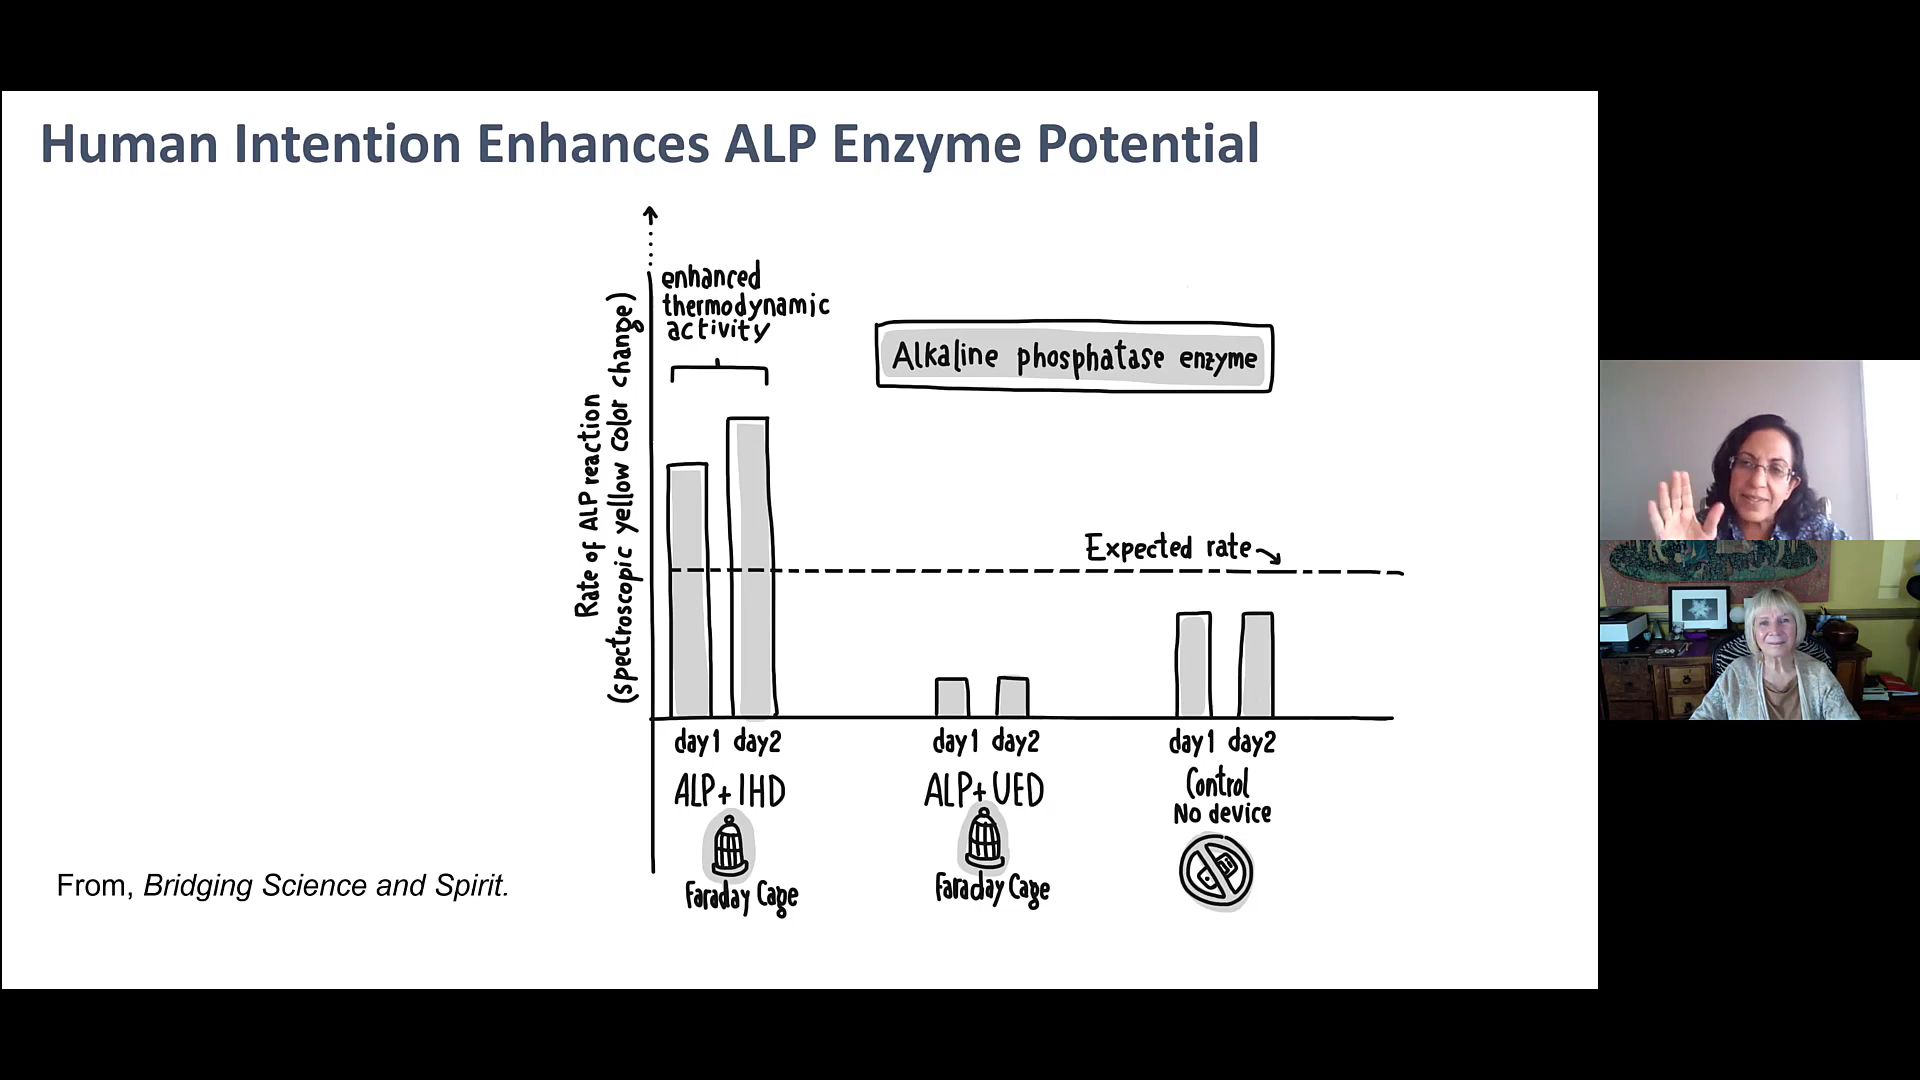 Human Intention Enhances ALP Enzyme Potential
enhanced
thermodynamic
activity
Alkaline phosphatase enzyme
Rate of ALP reaction
(spectroscopic yellow color change)
Expected rate
day1 day2
ALP+IHD
Faraday Cage
day1 day2
ALP+UED
Faraday Cage
day1 day2
Control
No device
From, Bridging Science and Spirit.